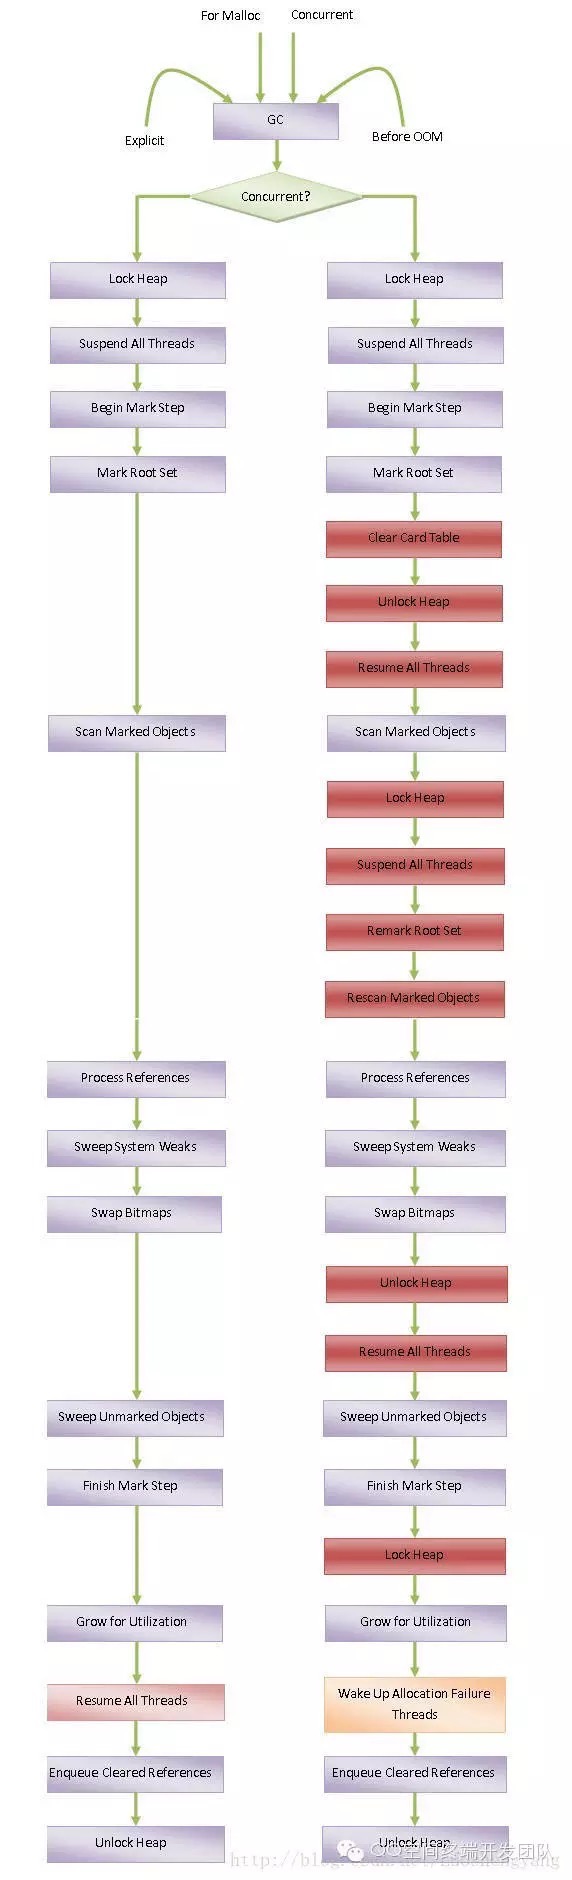 For Malloc
Concurrent
Explicit
GC
Before OOM
Concurrent?
Lock Heap
Suspend All Threads
Begin Mark Step
Mark Root Set
Scan Marked Objects
Process References
Sweep System Weaks
Swap Bitmaps
Sweep Unmarked Objects
Finish Mark Step
Grow for Utilization
Resume All Threads
Enqueue Cleared References
Unlock Heap
Lock Heap
Suspend All Threads
Begin Mark Step
Mark Root Set
Clear Card Table
Unlock Heap
Resume All Threads
Scan Marked Objects
Lock Heap
Suspend All Threads
Remark Root Set
Rescan Marked Objects
Process References
Sweep System Weaks
Swap Bitmaps
Unlock Heap
Resume All Threads
Sweep Unmarked Objects
Finish Mark Step
Lock Heap
Grow for Utilization
Wake Up Allocation Failure
Threads
Enqueue Cleared References
Unlock Heap
QQ空间终端开发团队